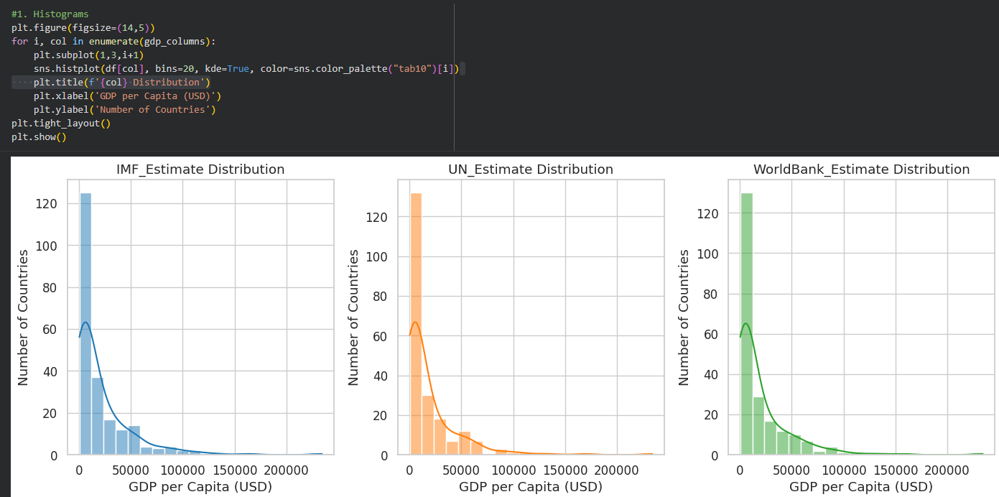 #1. Histograms
plt.figure(figsize=(14,5))
for i, col in enumerate(gdp_columns):
    plt.subplot(1,3,i+1)
    sns.histplot(df[col], bins=20, kde=True, color=sns.color_palette("tab10")[i])
    plt.title(f'{col} Distribution')
    plt.xlabel('GDP per Capita (USD)')
    plt.ylabel('Number of Countries')
plt.tight_layout()
plt.show()
IMF_Estimate Distribution
Number of Countries
120
100
80
60
40
20
0
0 50000 100000 150000 200000
GDP per Capita (USD)
UN_Estimate Distribution
Number of Countries
120
100
80
60
40
20
0
0 50000 100000 150000 200000
GDP per Capita (USD)
WorldBank_Estimate Distribution
Number of Countries
120
100
80
60
40
20
0
0 50000 100000 150000 200000
GDP per Capita (USD)